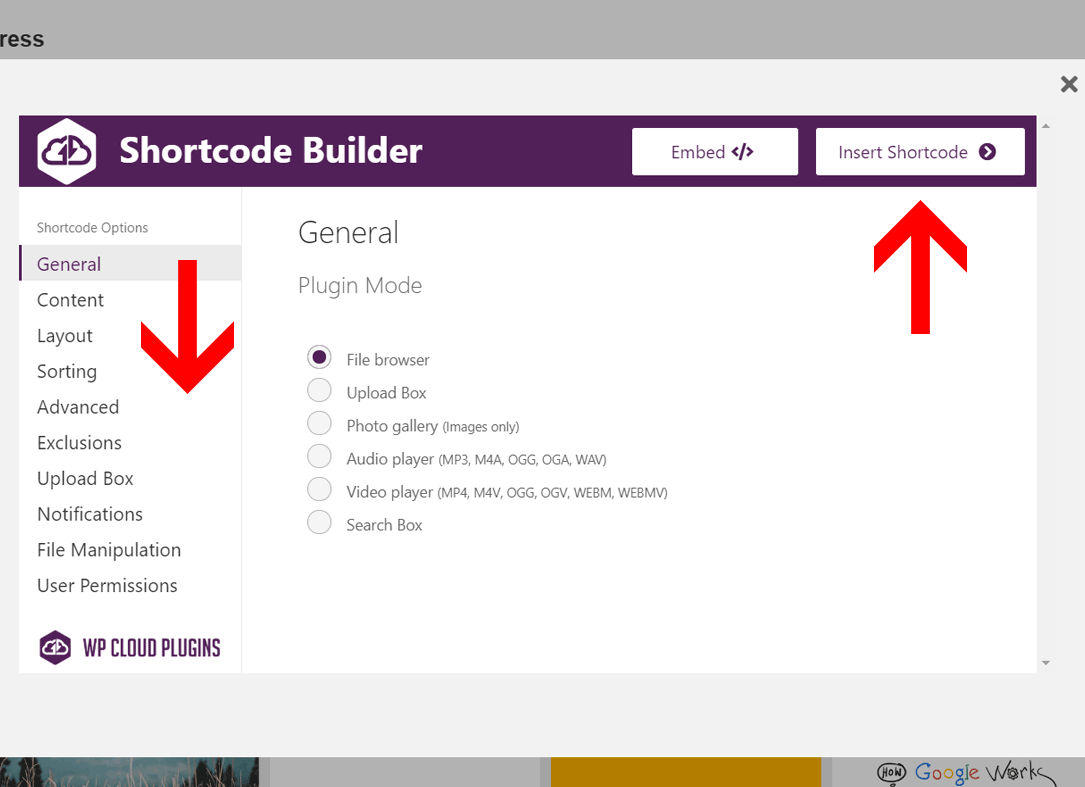 ress
Shortcode Builder
Embed </>
Insert Shortcode
Shortcode Options
General
Content
Layout
Sorting
Advanced
Exclusions
Upload Box
Notifications
File Manipulation
User Permissions
WP CLOUD PLUGINS
General
Plugin Mode
File browser
Upload Box
Photo gallery (Images only)
Audio player (MP3, M4A, OGG, OGA, WAV)
Video player (MP4, M4V, OGG, OGV, WEBM, WEBMV)
Search Box
HOW Google Works